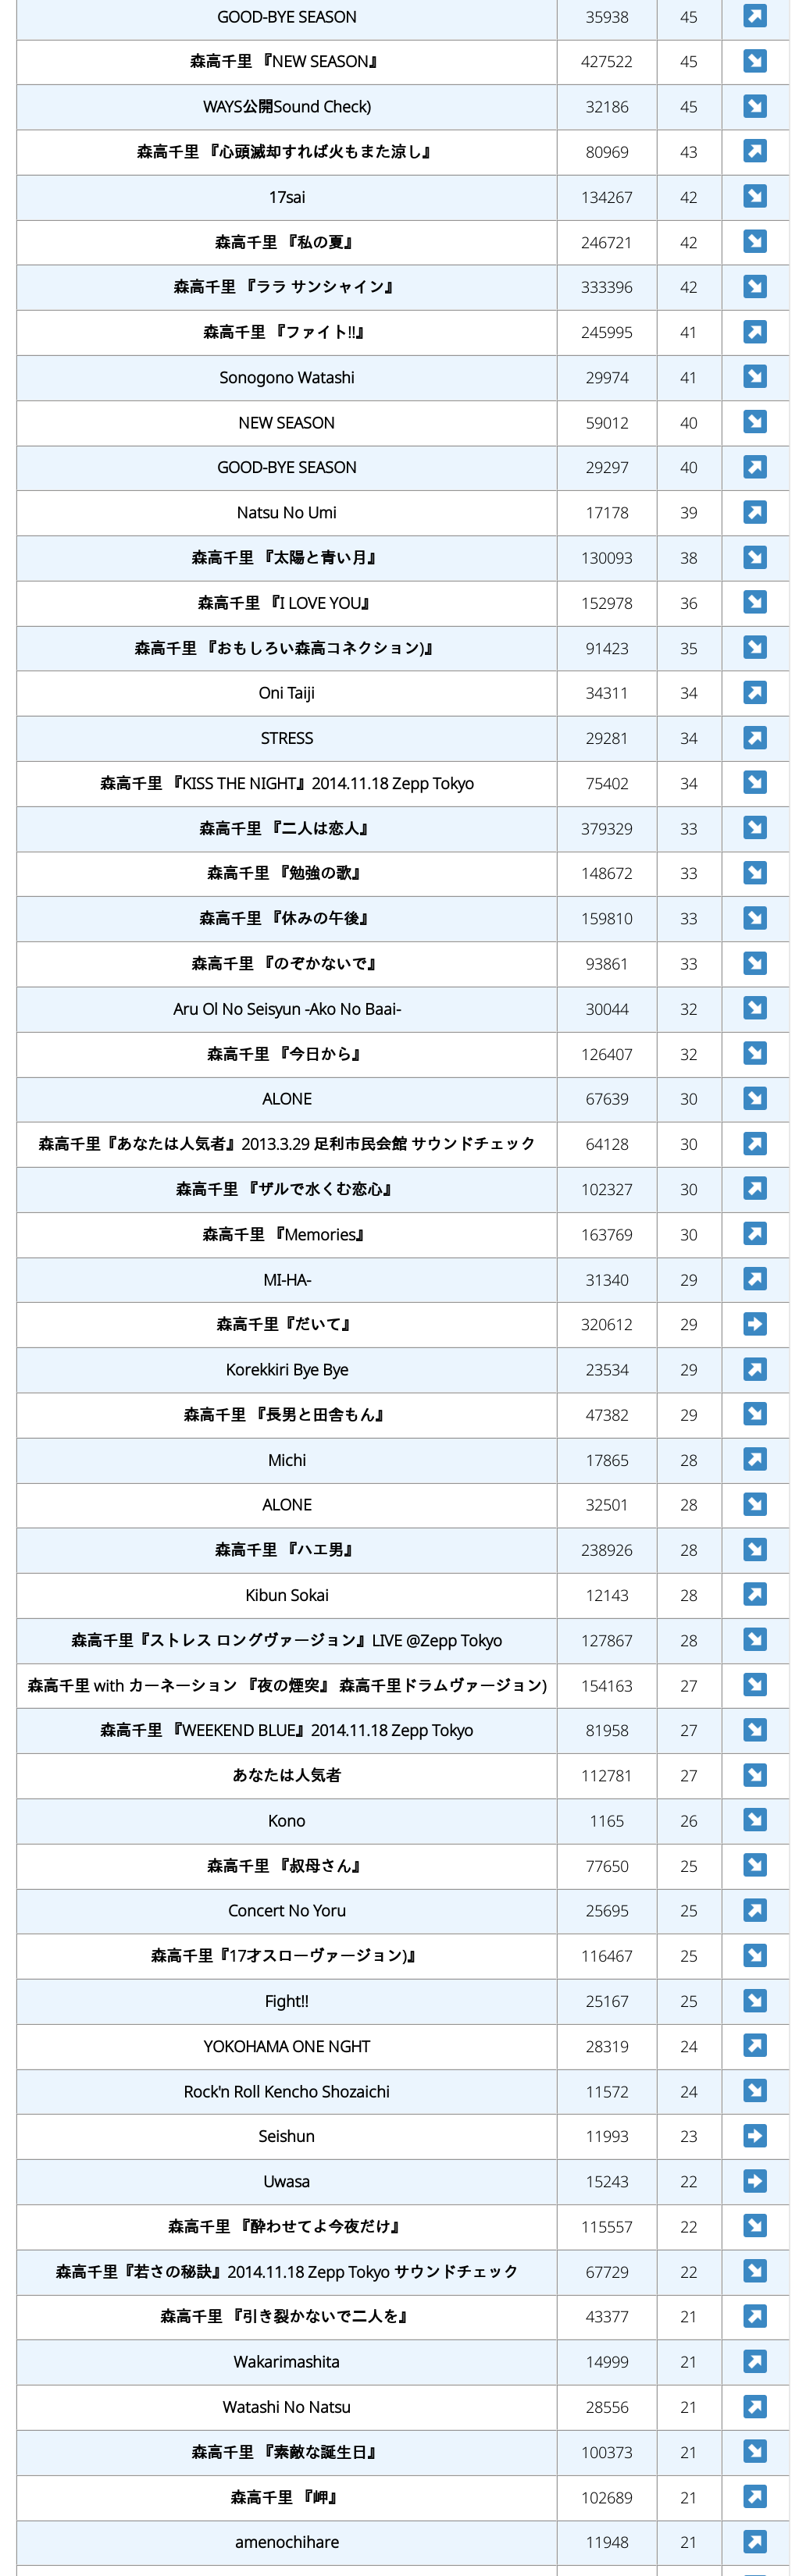 GOOD-BYE SEASON 35938 45
森高千里 『NEW SEASON』 427522 45
WAYS公開Sound Check) 32186 45
森高千里 『心頭滅却すれば火もまた涼し』 80969 43
17sai 134267 42
森高千里 『私の夏』 246721 42
森高千里 『ララ サンシャイン』 333396 42
森高千里 『ファイト!!』 245995 41
Sonogono Watashi 29974 41
NEW SEASON 59012 40
GOOD-BYE SEASON 29297 40
Natsu No Umi 17178 39
森高千里 『太陽と青い月』 130093 38
森高千里 『I LOVE YOU』 152978 36
森高千里 『おもしろい森高コネクション)』 91423 35
Oni Taiji 34311 34
STRESS 29281 34
森高千里 『KISS THE NIGHT』2014.11.18 Zepp Tokyo 75402 34
森高千里 『二人は恋人』 379329 33
森高千里 『勉強の歌』 148672 33
森高千里 『休みの午後』 159810 33
森高千里 『のぞかないで』 93861 33
Aru Ol No Seisyun -Ako No Baai- 30044 32
森高千里 『今日から』 126407 32
ALONE 67639 30
森高千里『あなたは人気者』2013.3.29 足利市民会館 サウンドチェック 64128 30
森高千里 『ザルで水くむ恋心』 102327 30
森高千里 『Memories』 163769 30
MI-HA- 31340 29
森高千里『だいて』 320612 29
Korekkiri Bye Bye 23534 29
森高千里 『長男と田舎もん』 47382 29
Michi 17865 28
ALONE 32501 28
森高千里 『ハエ男』 238926 28
Kibun Sokai 12143 28
森高千里『ストレス ロングヴァージョン』LIVE @Zepp Tokyo 127867 28
森高千里 with カーネーション 『夜の煙突』 森高千里ドラムヴァージョン) 154163 27
森高千里 『WEEKEND BLUE』2014.11.18 Zepp Tokyo 81958 27
あなたは人気者 112781 27
Kono 1165 26
森高千里 『叔母さん』 77650 25
Concert No Yoru 25695 25
森高千里『17才スローヴァージョン)』 116467 25
Fight!! 25167 25
YOKOHAMA ONE NGHT 28319 24
Rock'n Roll Kencho Shozaichi 11572 24
Seishun 11993 23
Uwasa 15243 22
森高千里 『酔わせてよ今夜だけ』 115557 22
森高千里『若さの秘訣』2014.11.18 Zepp Tokyo サウンドチェック 67729 22
森高千里 『引き裂かないで二人を』 43377 21
Wakarimashita 14999 21
Watashi No Natsu 28556 21
森高千里 『素敵な誕生日』 100373 21
森高千里 『岬』 102689 21
amenochihare 11948 21